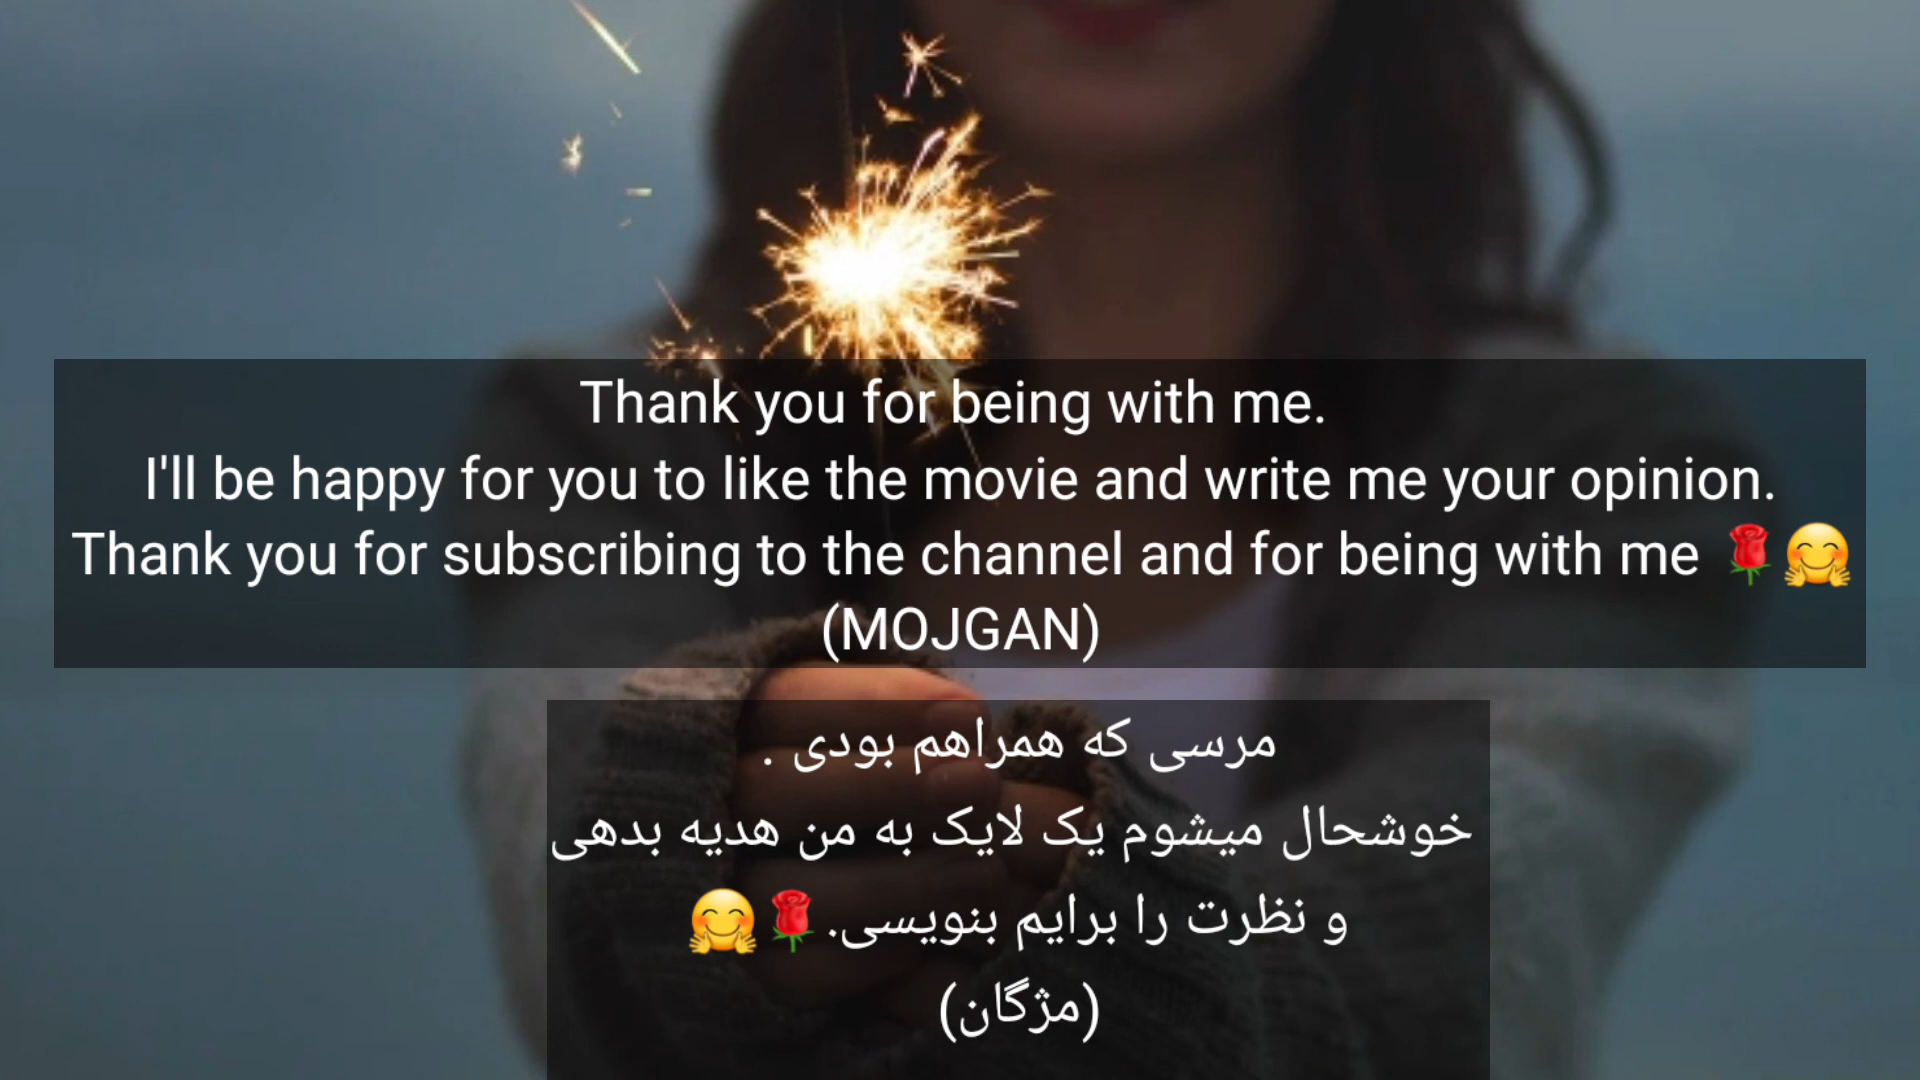 Thank you for being with me.
I'll be happy for you to like the movie and write me your opinion.
Thank you for subscribing to the channel and for being with me 🌹🤗
(MOJGAN)
مرسی که همراهم بودی .
خوشحال میشوم یک لایک به من هدیه بدهی
و نظرت را برایم بنویسی.🌹🤗
(مژگان)